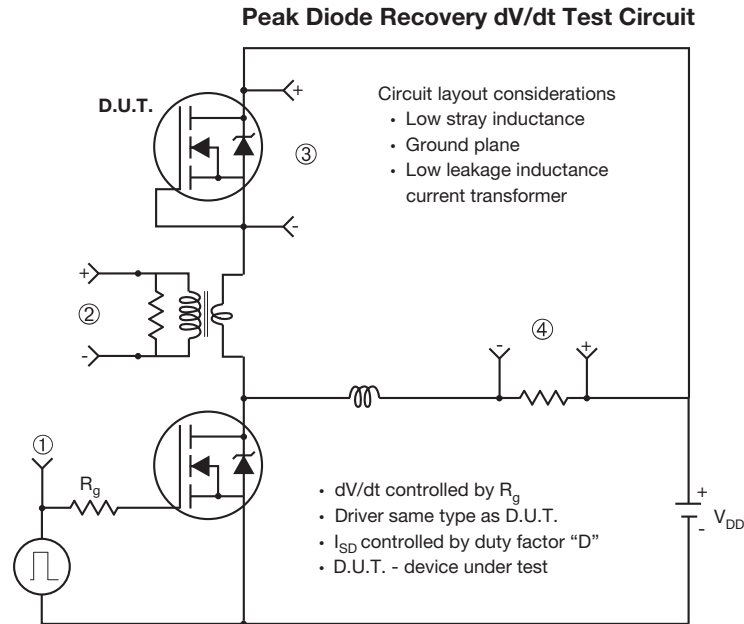 Peak Diode Recovery dV/dt Test Circuit
D.U.T.
+
-
③
Circuit layout considerations
• Low stray inductance
• Ground plane
• Low leakage inductance
current transformer
+
②
-
-
④
+
①
Rg
• dV/dt controlled by Rg
• Driver same type as D.U.T.
• ISD controlled by duty factor “D”
• D.U.T. - device under test
+
-
VDD